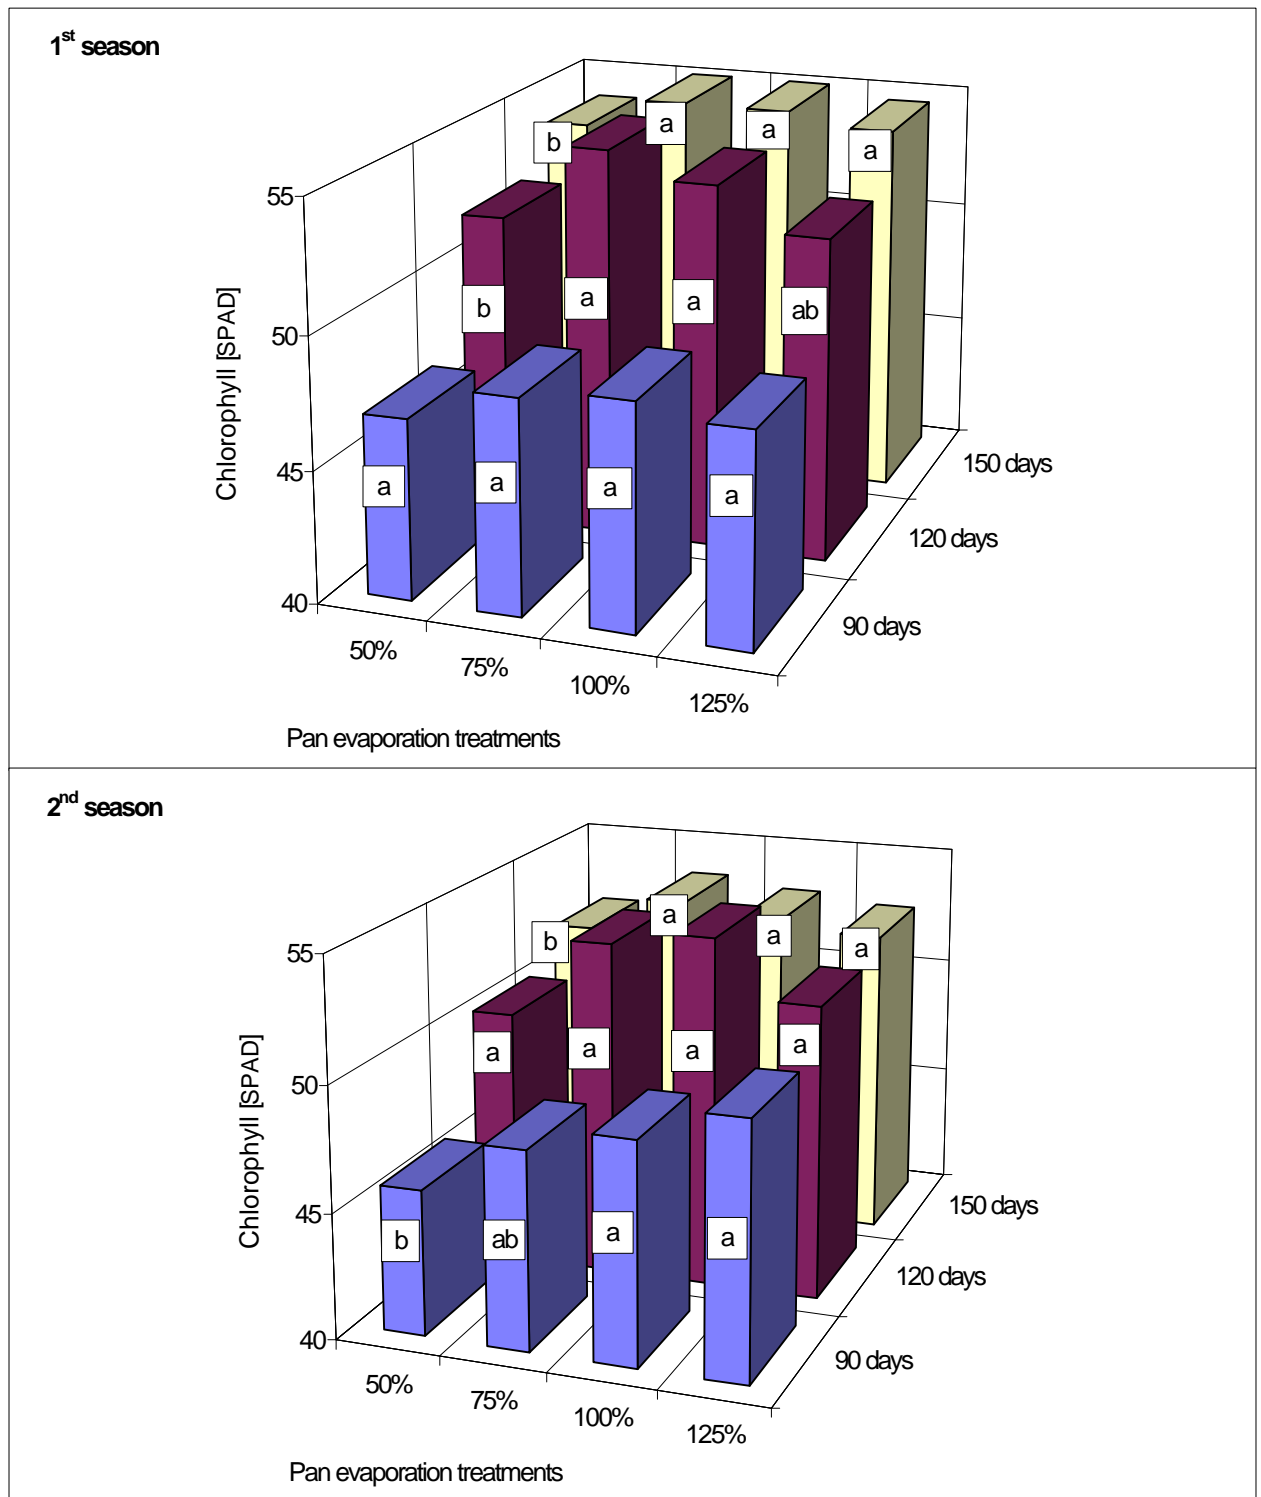 1st season
b a a a
55
b a a ab
50
Chlorophyll [SPAD]
45
150 days
a a a a
120 days
40
90 days
50%
75%
100%
125%
Pan evaporation treatments
2nd season
b a a a
55
a a a a
50
Chlorophyll [SPAD]
45
150 days
b ab a a
120 days
40
90 days
50%
75%
100%
125%
Pan evaporation treatments